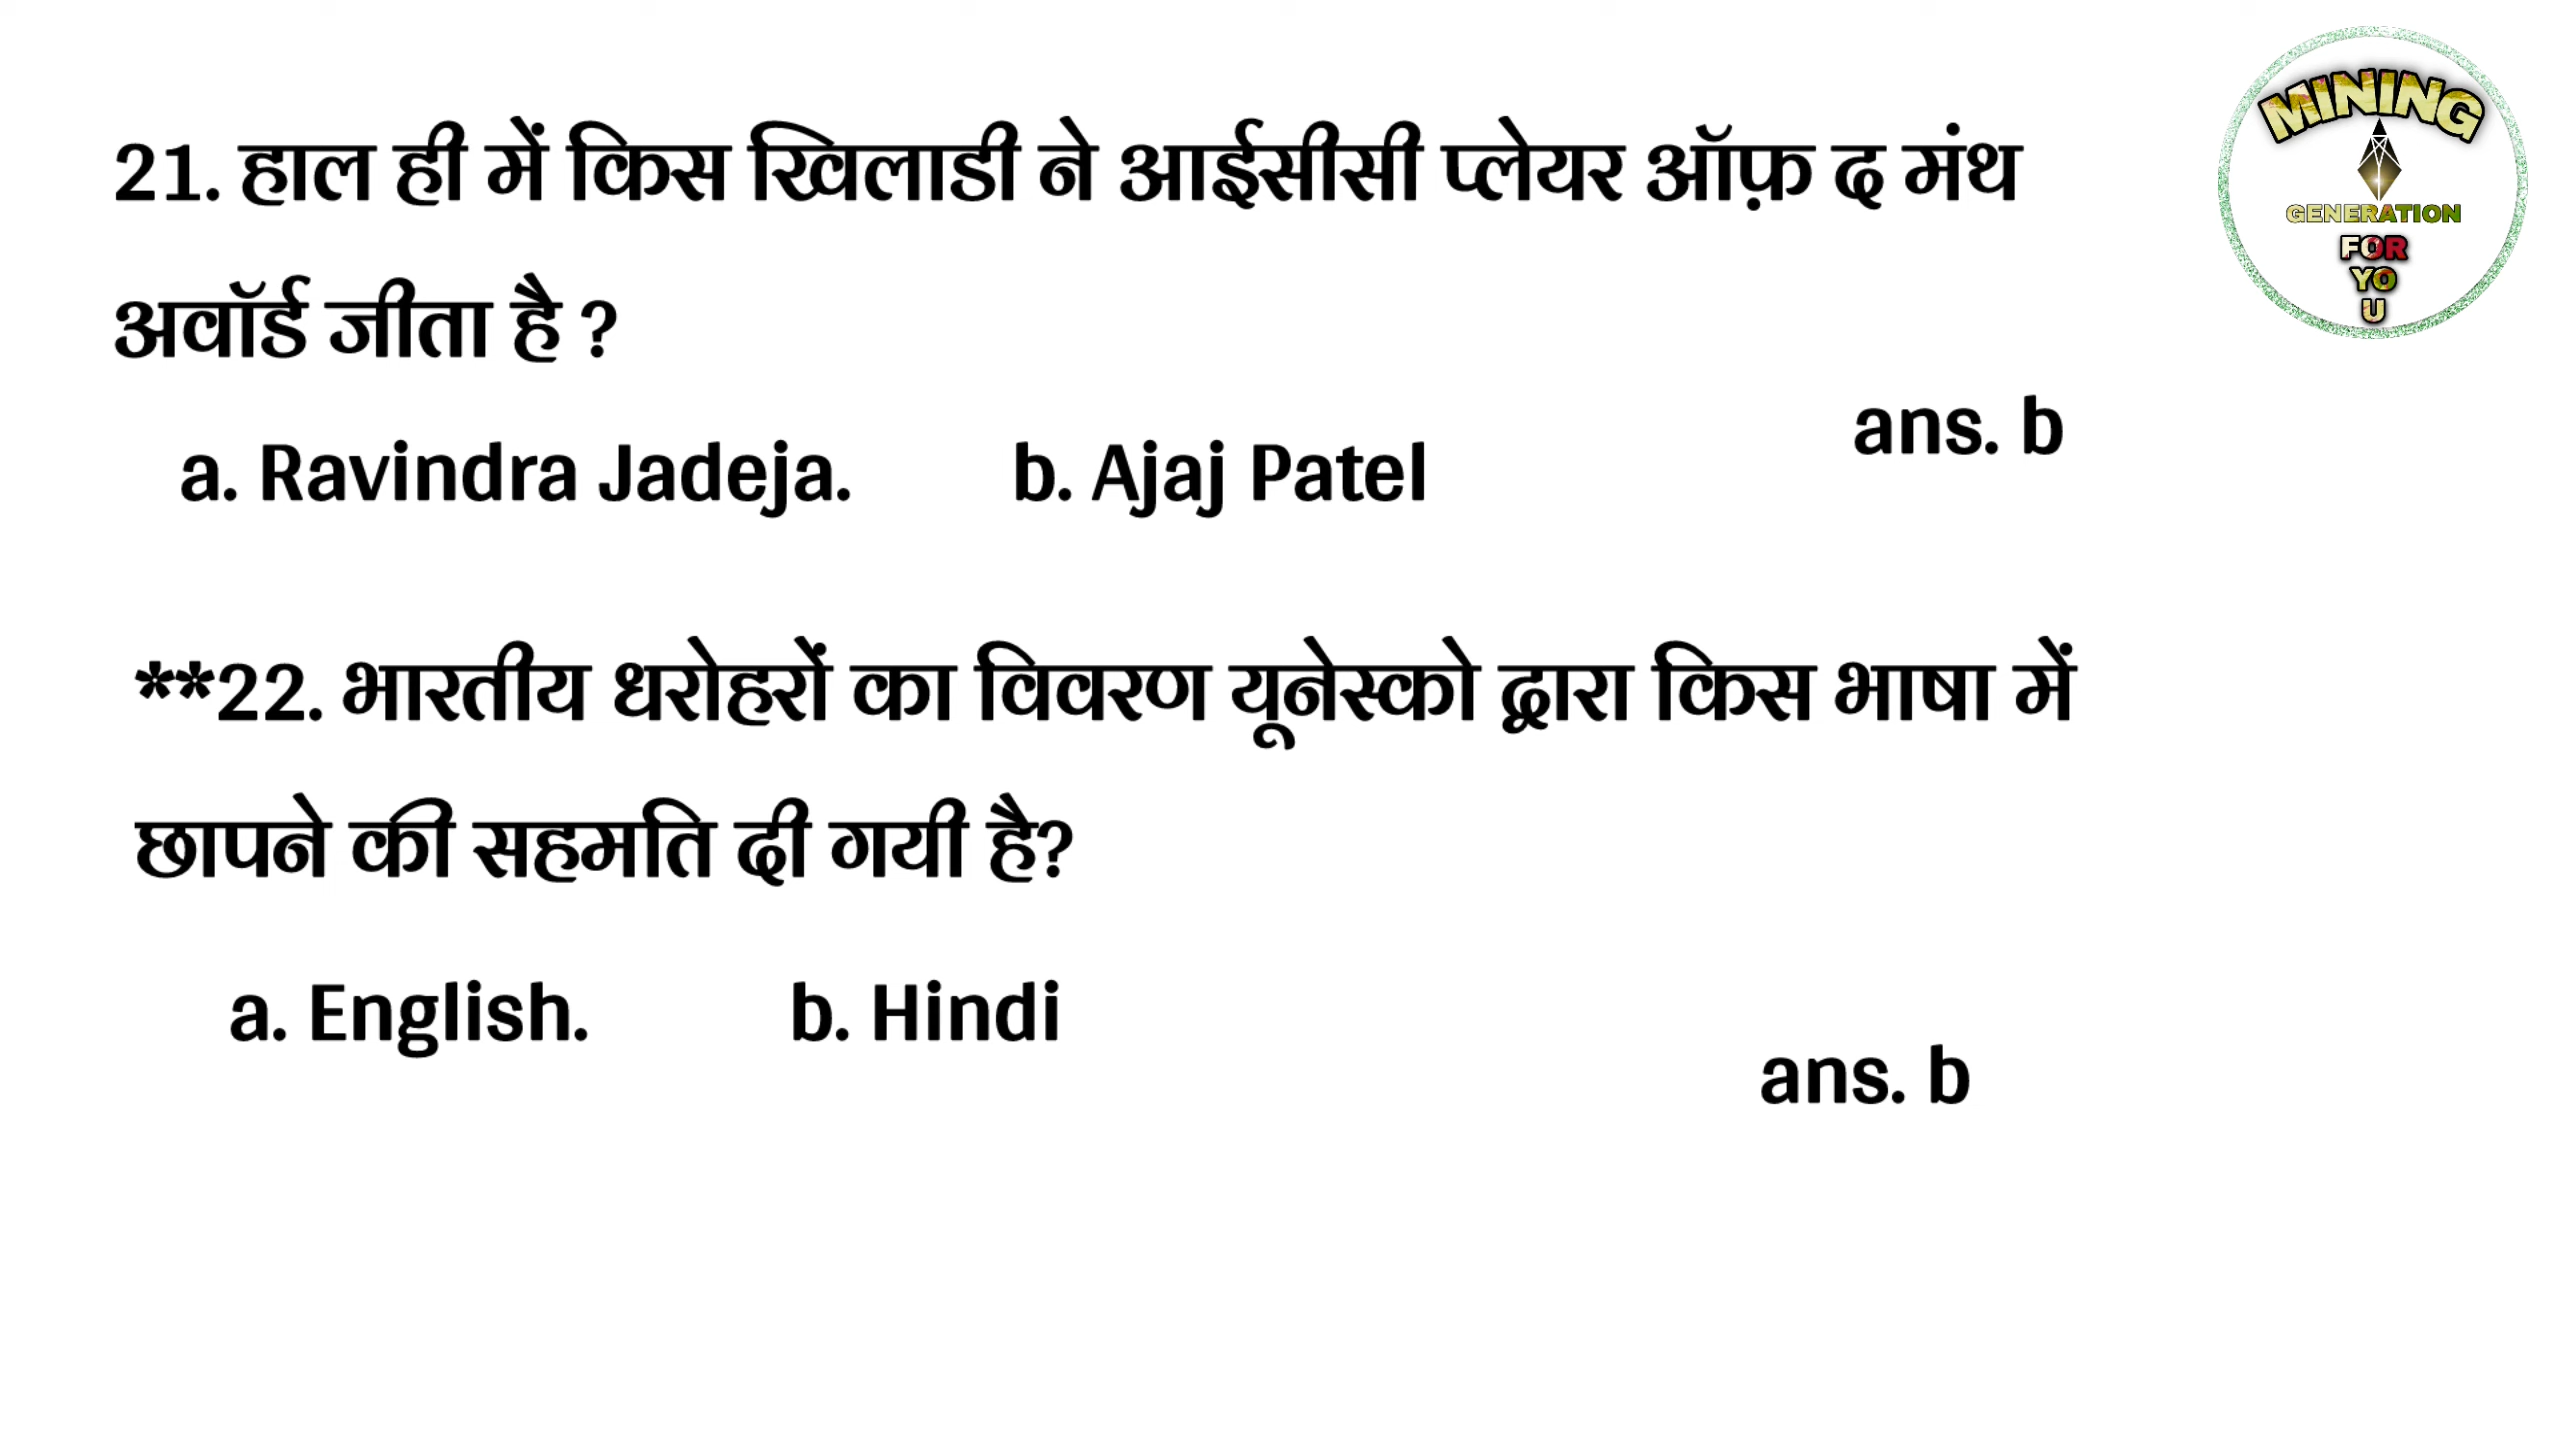 MINING
GENERATION
FOR
YO
U
21. हाल ही में किस खिलाडी ने आईसीसी प्लेयर ऑफ़ द मंथ
अवॉर्ड जीता है ?
ans. b
a. Ravindra Jadeja. b. Ajaj Patel
**22. भारतीय धरोहरों का विवरण यूनेस्को द्वारा किस भाषा में
छापने की सहमति दी गयी है?
a. English. b. Hindi
ans. b